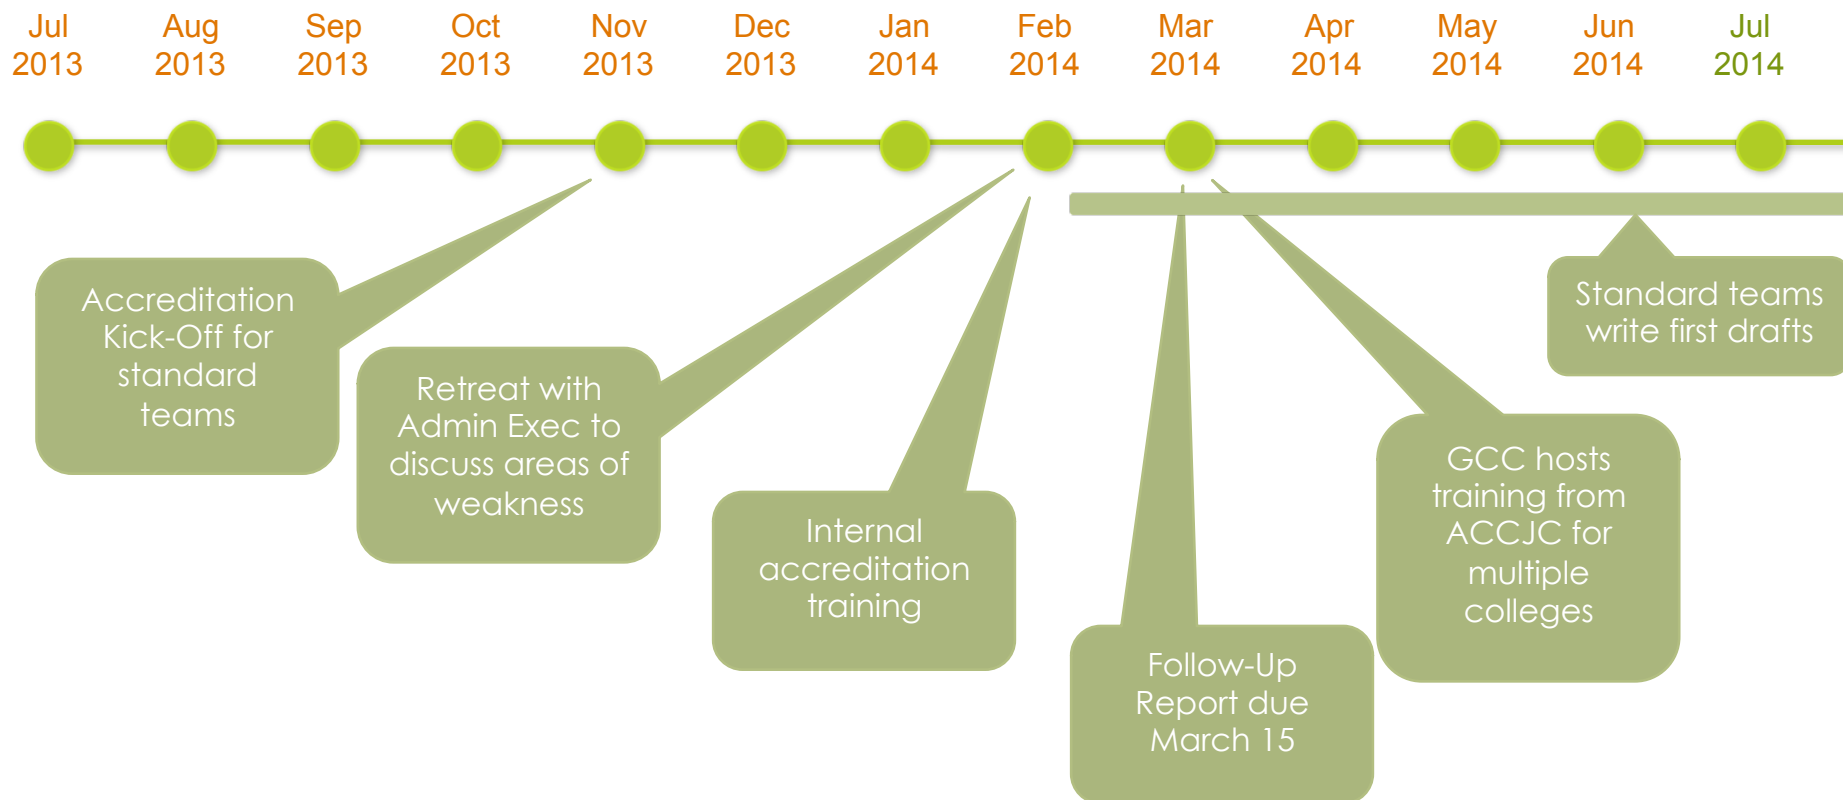 Jul
2013
Aug
2013
Sep
2013
Oct
2013
Nov
2013
Dec
2013
Jan
2014
Feb
2014
Mar
2014
Apr
2014
May
2014
Jun
2014
Jul
2014
Accreditation
Kick-Off for
standard
teams
Retreat with
Admin Exec to
discuss areas of
weakness
Internal
accreditation
training
Follow-Up
Report due
March 15
GCC hosts
training from
ACCJC for
multiple
colleges
Standard teams
write first drafts